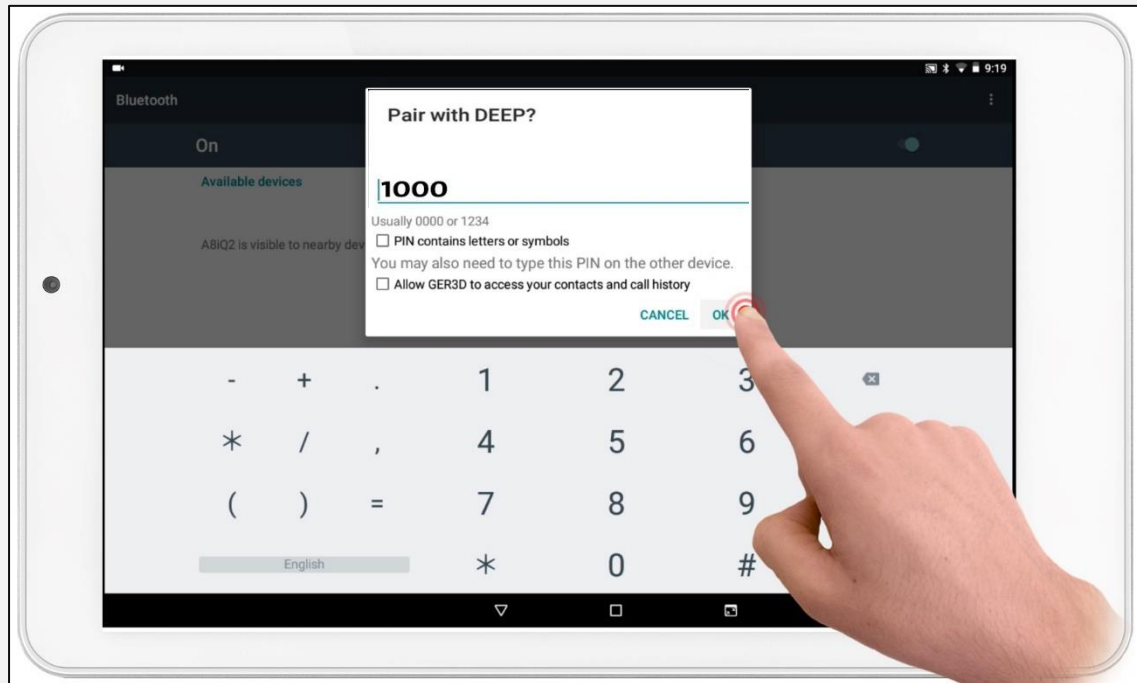 9:19
Bluetooth
Pair with DEEP?
On
Available devices
1000
Usually 0000 or 1234
PIN contains letters or symbols
A8iQ2 is visible to nearby dev
You may also need to type this PIN on the other device.
Allow GER3D to access your contacts and call history
CANCEL OK
- + . 1 2 3
* / , 4 5 6
( ) = 7 8 9
English * 0 #